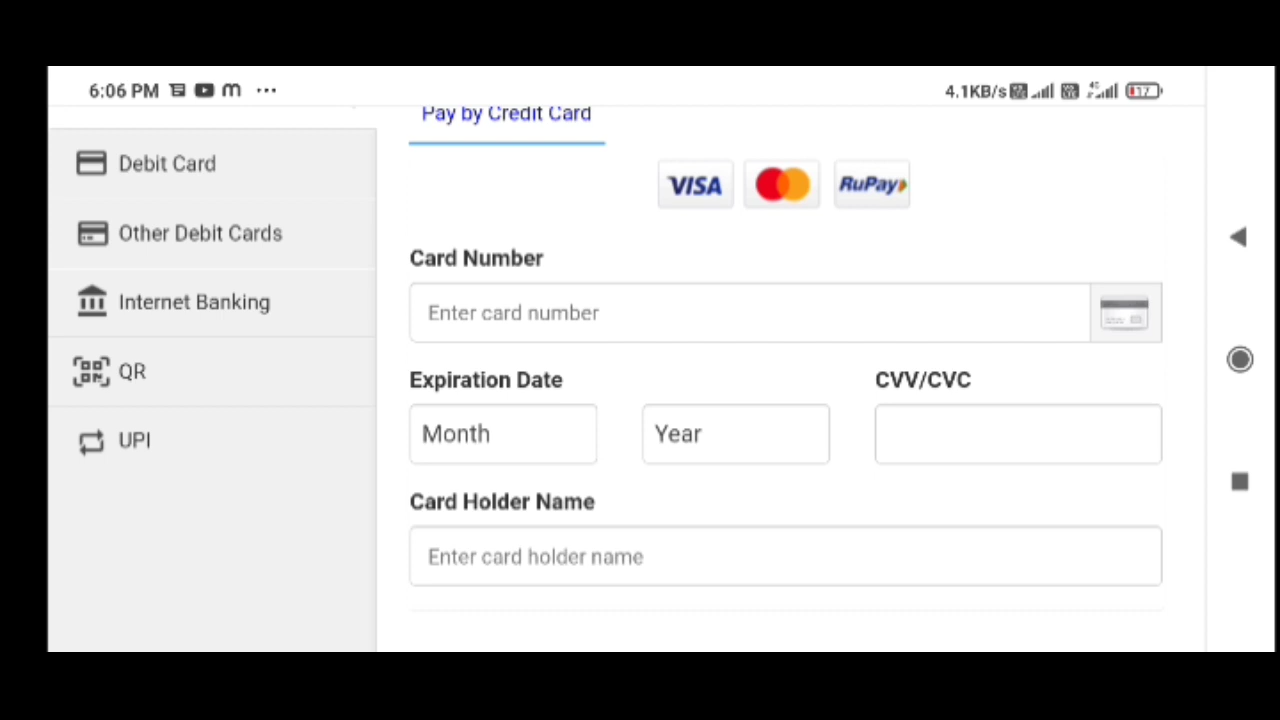 6:06 PM
4.1KB/s
4G
17
Pay by Credit Card
Debit Card
Other Debit Cards
Internet Banking
QR
UPI
VISA
RuPay
Card Number
Enter card number
Expiration Date
CVV/CVC
Month
Year
Card Holder Name
Enter card holder name